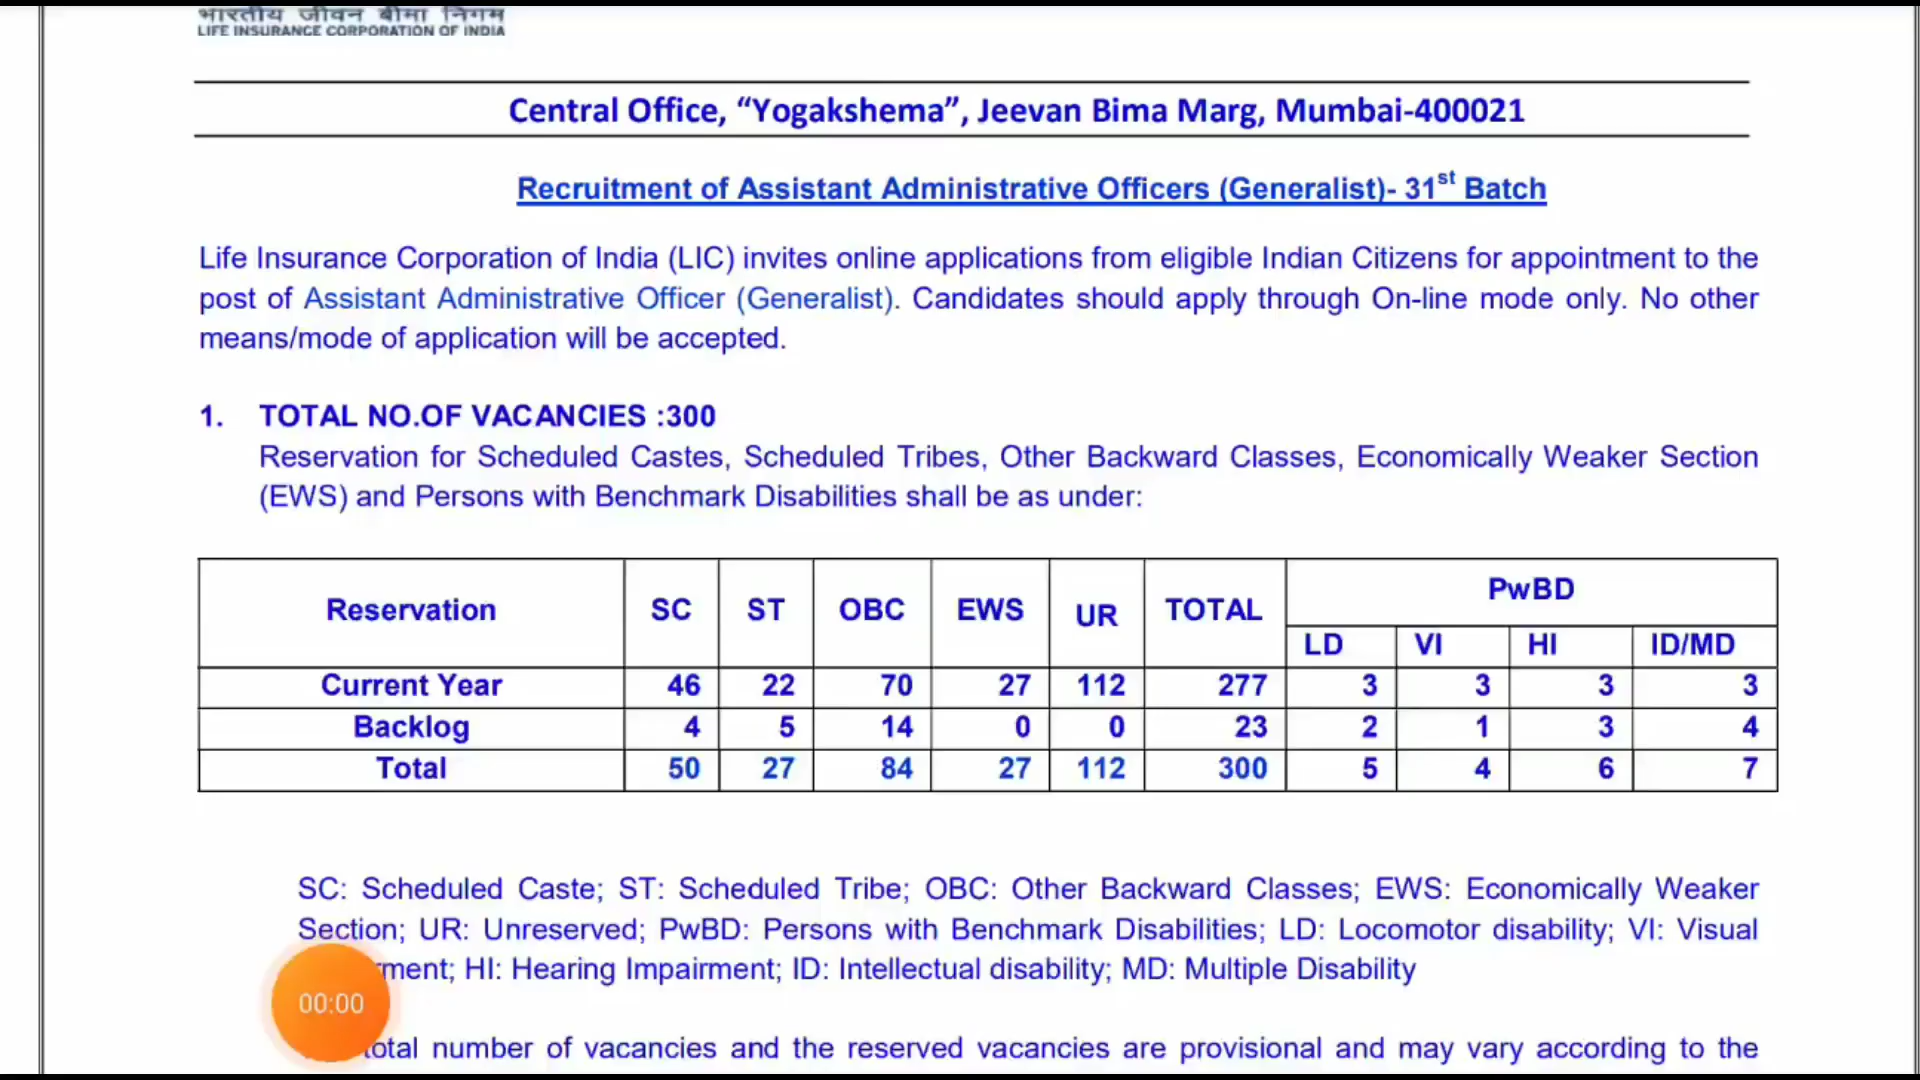 भारतीय जीवन बीमा निगम
LIFE INSURANCE CORPORATION OF INDIA
Central Office, “Yogakshema”, Jeevan Bima Marg, Mumbai-400021
Recruitment of Assistant Administrative Officers (Generalist)- 31st Batch
Life Insurance Corporation of India (LIC) invites online applications from eligible Indian Citizens for appointment to the
post of Assistant Administrative Officer (Generalist). Candidates should apply through On-line mode only. No other
means/mode of application will be accepted.
1. TOTAL NO.OF VACANCIES :300
Reservation for Scheduled Castes, Scheduled Tribes, Other Backward Classes, Economically Weaker Section
(EWS) and Persons with Benchmark Disabilities shall be as under:
Reservation SC ST OBC EWS UR TOTAL PwBD
LD VI HI ID/MD
Current Year 46 22 70 27 112 277 3 3 3 3
Backlog 4 5 14 0 0 23 2 1 3 4
Total 50 27 84 27 112 300 5 4 6 7
SC: Scheduled Caste; ST: Scheduled Tribe; OBC: Other Backward Classes; EWS: Economically Weaker
Section; UR: Unreserved; PwBD: Persons with Benchmark Disabilities; LD: Locomotor disability; VI: Visual
ment; HI: Hearing Impairment; ID: Intellectual disability; MD: Multiple Disability
00:00
total number of vacancies and the reserved vacancies are provisional and may vary according to the